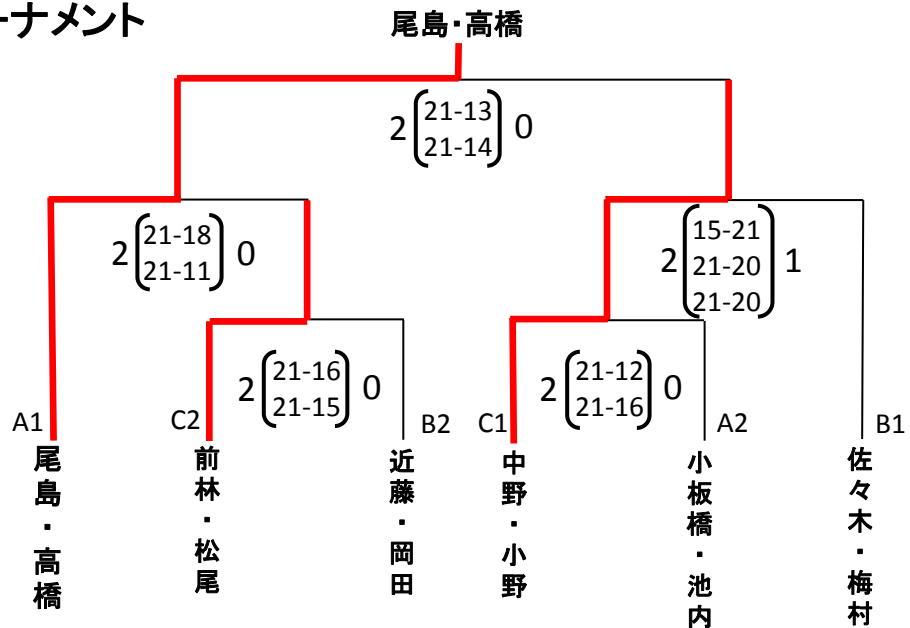 ーナメント
尾島・高橋
2 21-13 0
21-14
2 21-18 0
21-11
2 15-21 1
21-20
21-20
2 21-16 0
21-15
2 21-12 0
21-16
A1
C2
B2
C1
A2
B1
尾島・高橋
前林・松尾
近藤・岡田
中野・小野
小板橋・池内
佐々木・梅村